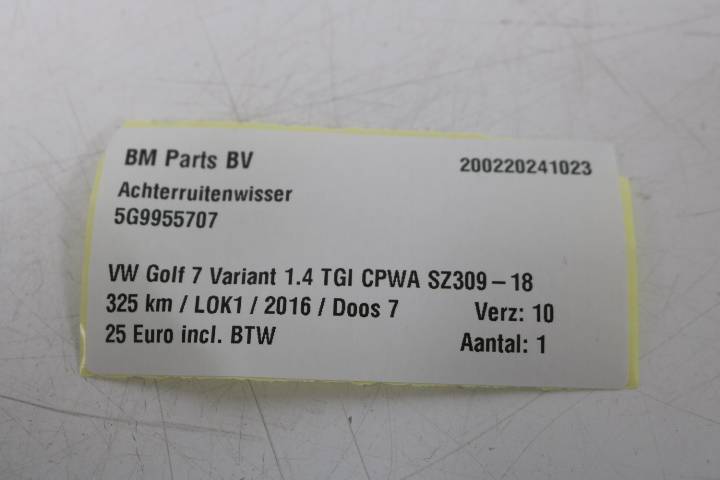 BM Parts BV 200220241023
Achterruitenwisser
5G9955707
VW Golf 7 Variant 1.4 TGI CPWA SZ309-18
325 km / LOK1 / 2016 / Doos 7 Verz: 10
25 Euro incl. BTW Aantal: 1